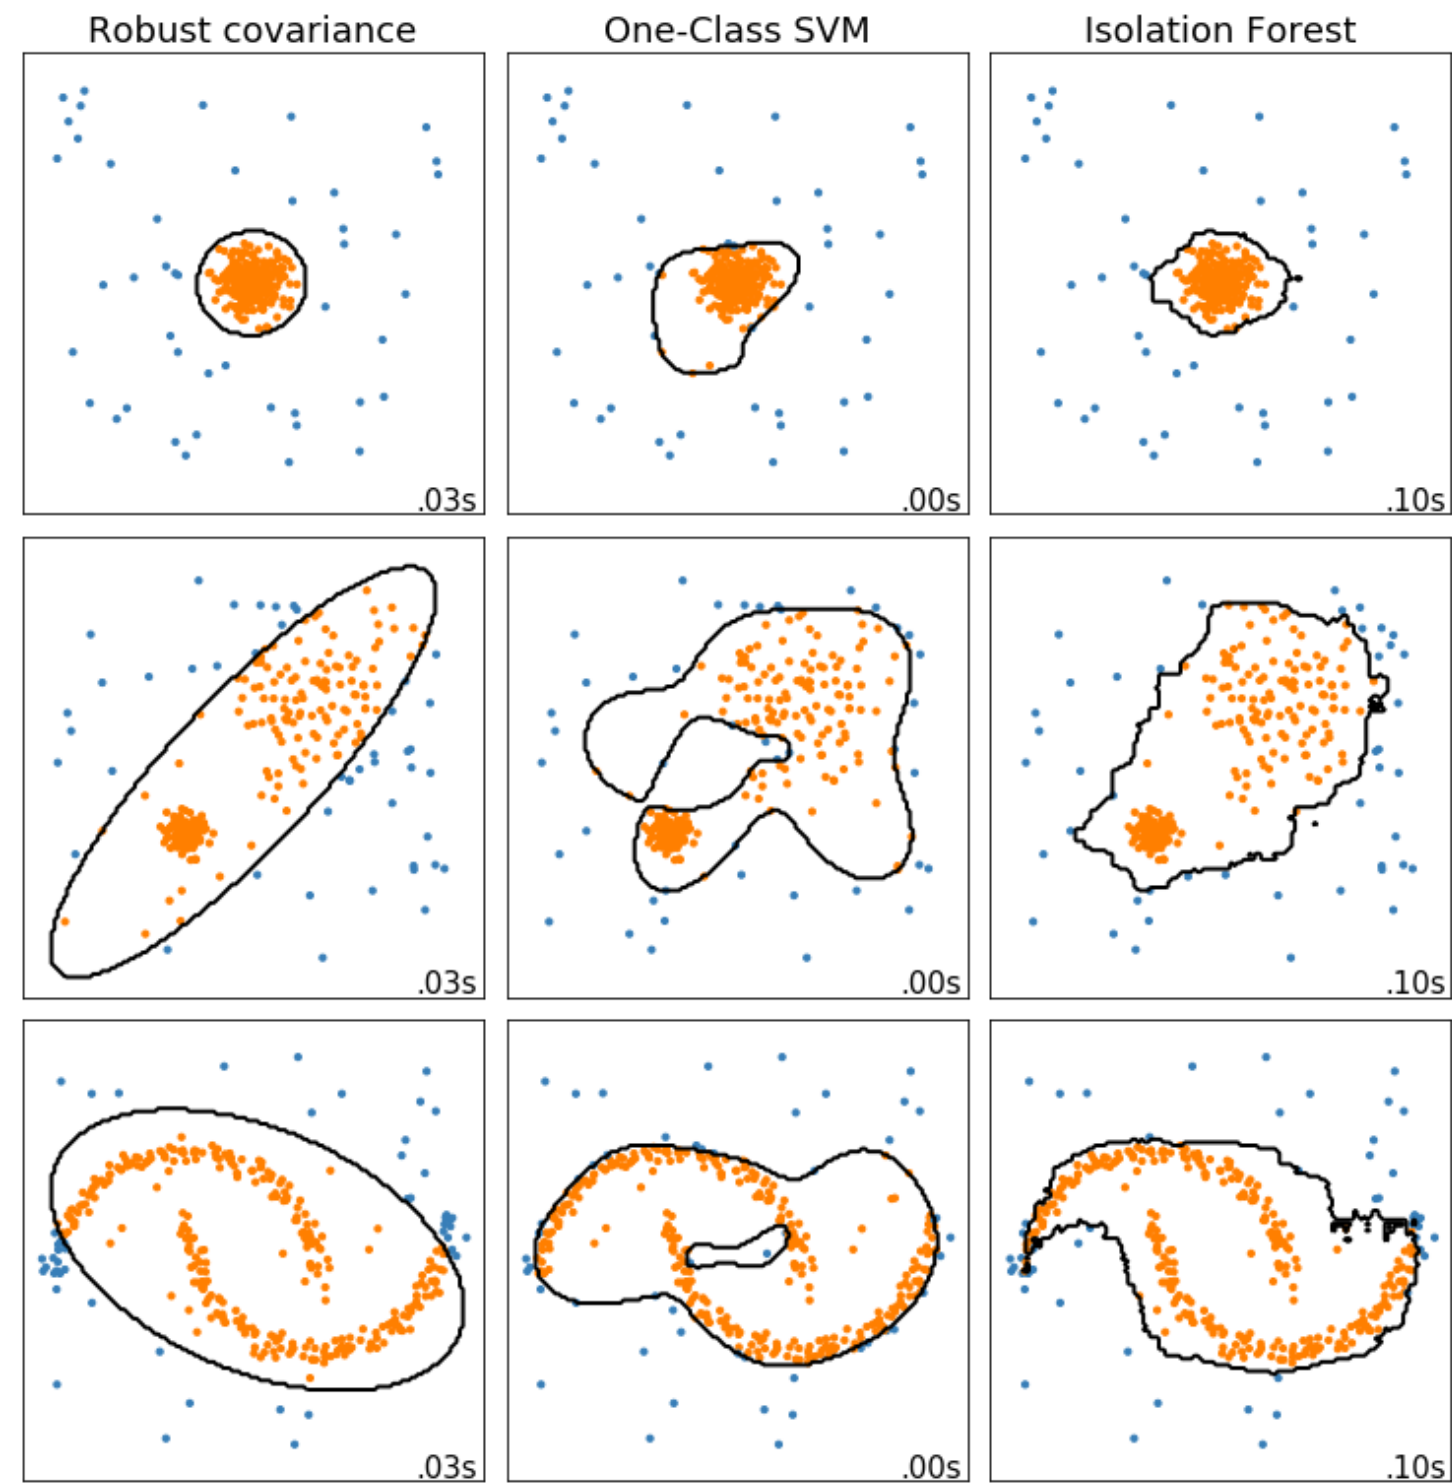 Robust covariance
One-Class SVM
Isolation Forest
.03s
.00s
.10s
.03s
.00s
.10s
.03s
.00s
.10s